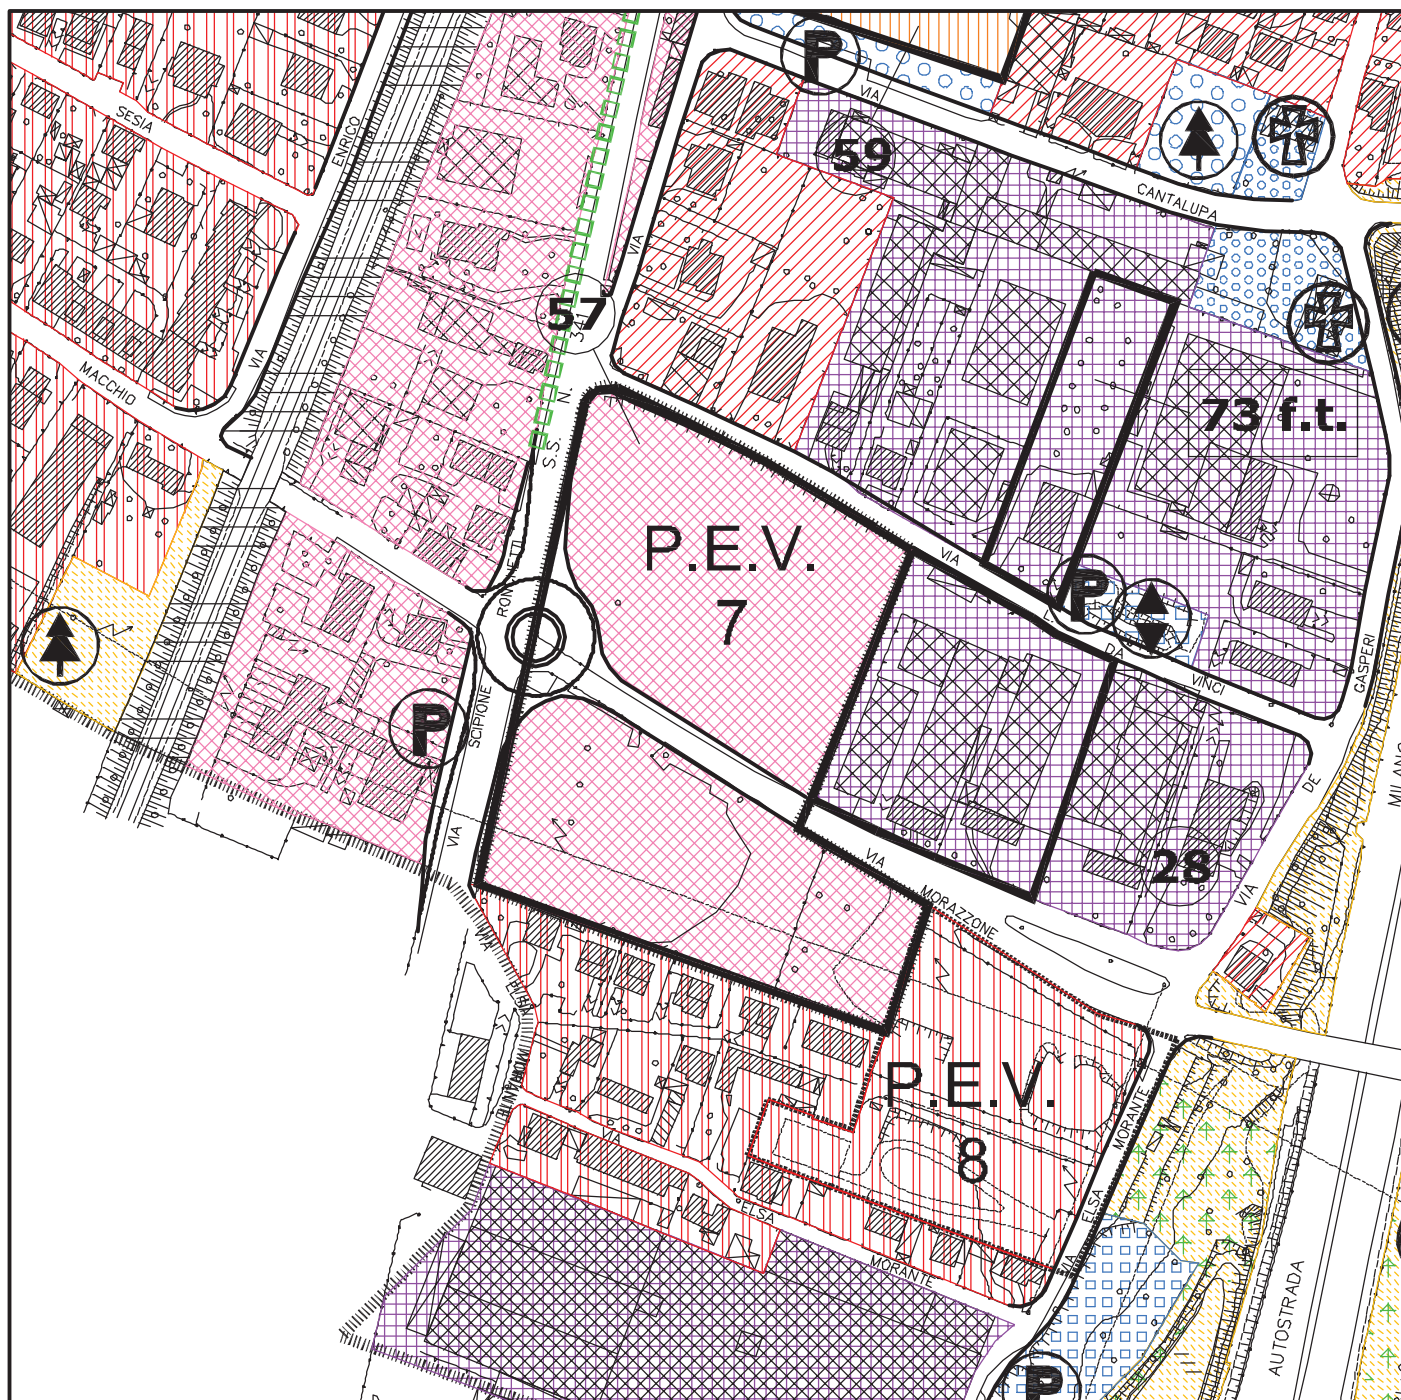 P
VIA
SESIA
ENRICO
59
CANTALUPA
VIA
57
341
VIA
MACCHIO
73 f.t.
S.S. N.
P.E.V.
7
VIA
P
DA
VINCI
GASPERI
P
SCIPIONE
RONCHETTI
MILANO
DE
VIA
VIA
28
MORAZZONE
VIA
VIA
P.E.V.
8
MORANTE
ELSA
VIA
ELSA
MORANTE
AUTOSTRADA
P